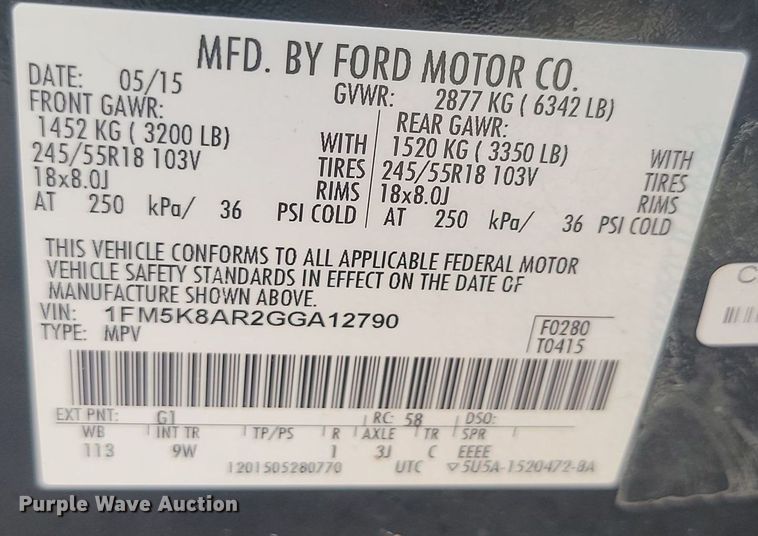 MFD. BY FORD MOTOR CO.
DATE: 05/15
GVWR: 2877 KG ( 6342 LB)
FRONT GAWR:
1452 KG ( 3200 LB) WITH
245/55R18 103V TIRES
18x8.0J RIMS
AT 250 kPa/ 36 PSI COLD
REAR GAWR:
1520 KG ( 3350 LB) WITH
245/55R18 103V TIRES
18x8.0J RIMS
AT 250 kPa/ 36 PSI COLD
THIS VEHICLE CONFORMS TO ALL APPLICABLE FEDERAL MOTOR
VEHICLE SAFETY STANDARDS IN EFFECT ON THE DATE OF
MANUFACTURE SHOWN ABOVE.
VIN: 1FM5K8AR2GGA12790
TYPE: MPV
F0280
T0415
EXT PNT: G1 RC: 58 DSO:
WB INT TR TP/PS R AXLE TR SPR
113 9W 1 3J C EEEE
1201505280770 UTC ▽5U5A-1520472-BA
C
Purple Wave Auction